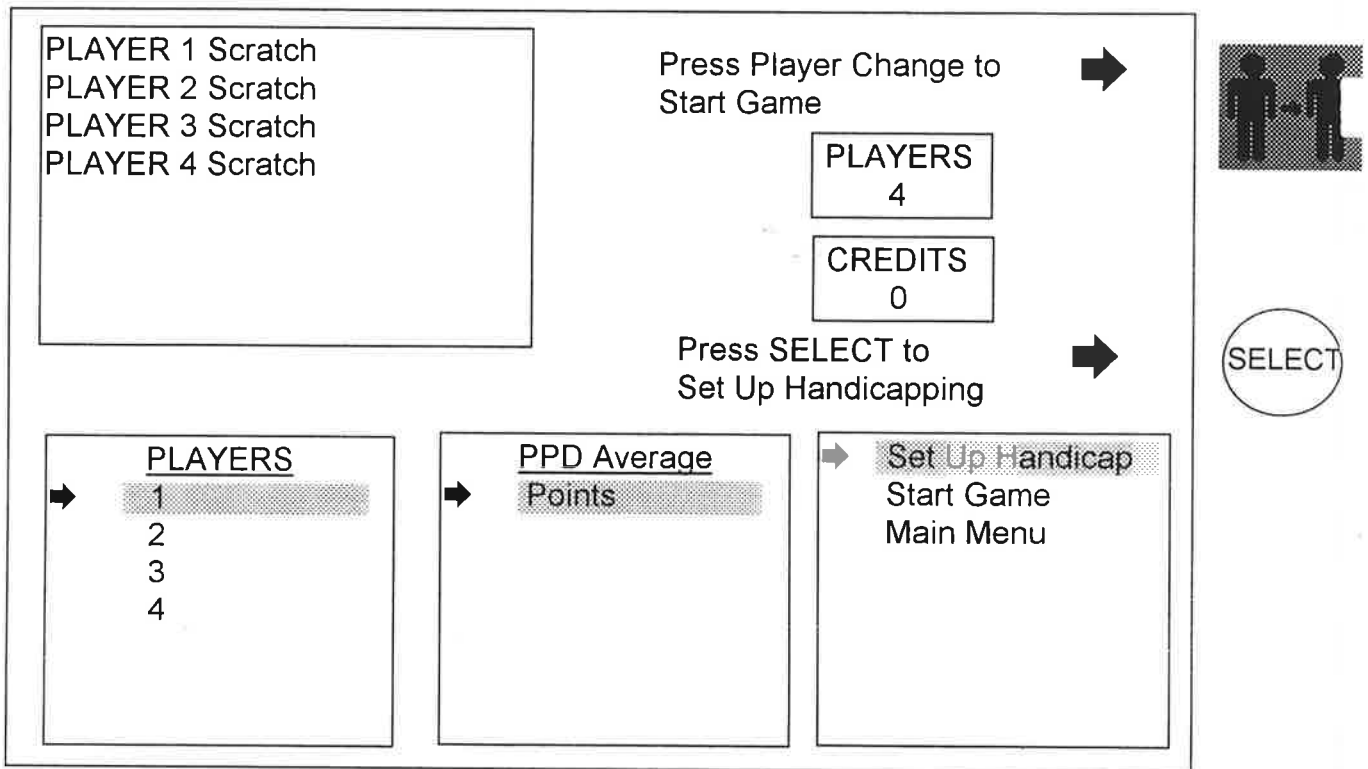 PLAYER 1 Scratch
PLAYER 2 Scratch
PLAYER 3 Scratch
PLAYER 4 Scratch
Press Player Change to
Start Game
PLAYERS
4
CREDITS
0
Press SELECT to
Set Up Handicapping
SELECT
PLAYERS
1
2
3
4
PPD Average
Points
Set Up Handicap
Start Game
Main Menu